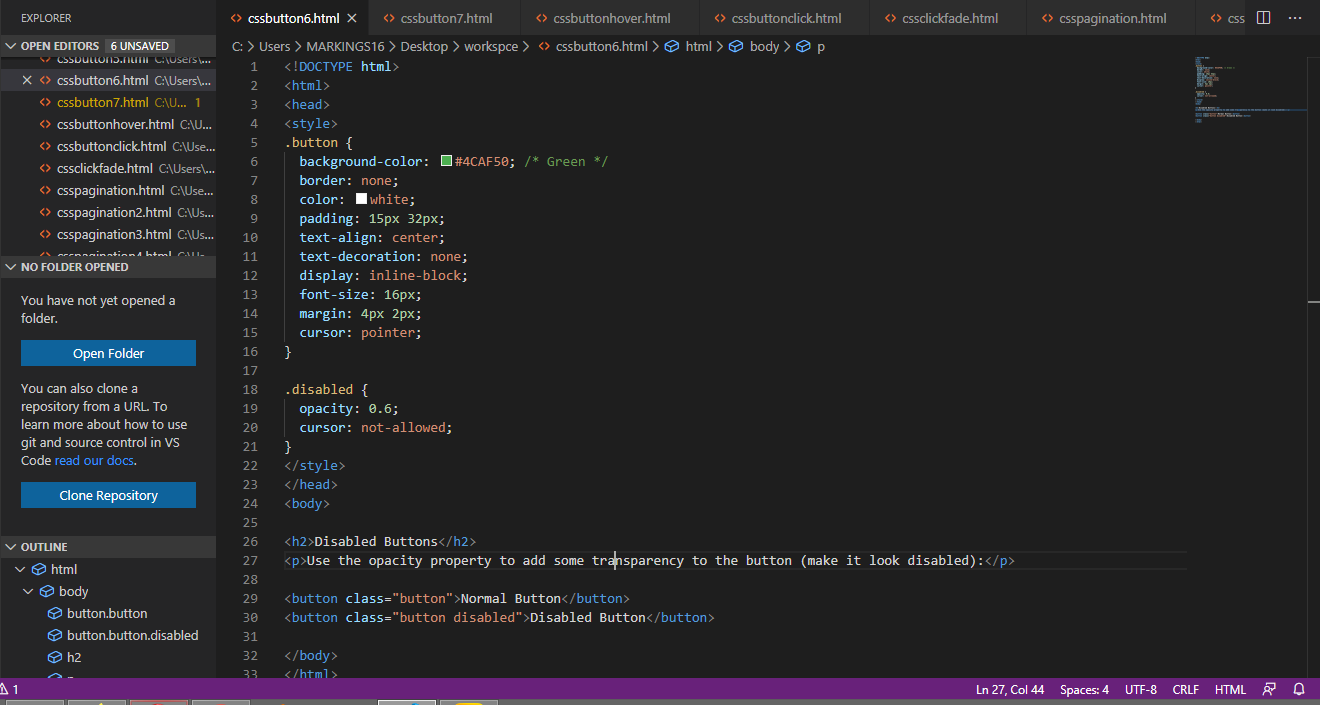 EXPLORER
OPEN EDITORS 6 UNSAVED
cssbutton5.html C:\Users\...
cssbutton6.html C:\Users\...
cssbutton7.html C:\U... 1
cssbuttonhover.html C:\U...
cssbuttonclick.html C:\Use...
cssclickfade.html C:\Users\...
csspagination.html C:\Use...
csspagination2.html C:\Us...
csspagination3.html C:\Us...
csspagination4.html C:\Us...
NO FOLDER OPENED
You have not yet opened a
folder.
Open Folder
You can also clone a
repository from a URL. To
learn more about how to use
git and source control in VS
Code read our docs.
Clone Repository
OUTLINE
html
body
button.button
button.button.disabled
h2
cssbutton6.html cssbutton7.html cssbuttonhover.html cssbuttonclick.html cssclickfade.html csspagination.html css
C: > Users > MARKINGS16 > Desktop > workspce > cssbutton6.html > html > body > p
1 <!DOCTYPE html>
2 <html>
3 <head>
4 <style>
5 .button {
6 background-color: #4CAF50; /* Green */
7 border: none;
8 color: white;
9 padding: 15px 32px;
10 text-align: center;
11 text-decoration: none;
12 display: inline-block;
13 font-size: 16px;
14 margin: 4px 2px;
15 cursor: pointer;
16 }
17
18 .disabled {
19 opacity: 0.6;
20 cursor: not-allowed;
21 }
22 </style>
23 </head>
24 <body>
25
26 <h2>Disabled Buttons</h2>
27 <p>Use the opacity property to add some transparency to the button (make it look disabled):</p>
28
29 <button class="button">Normal Button</button>
30 <button class="button disabled">Disabled Button</button>
31
32 </body>
33 </html>
1
Ln 27, Col 44 Spaces: 4 UTF-8 CRLF HTML